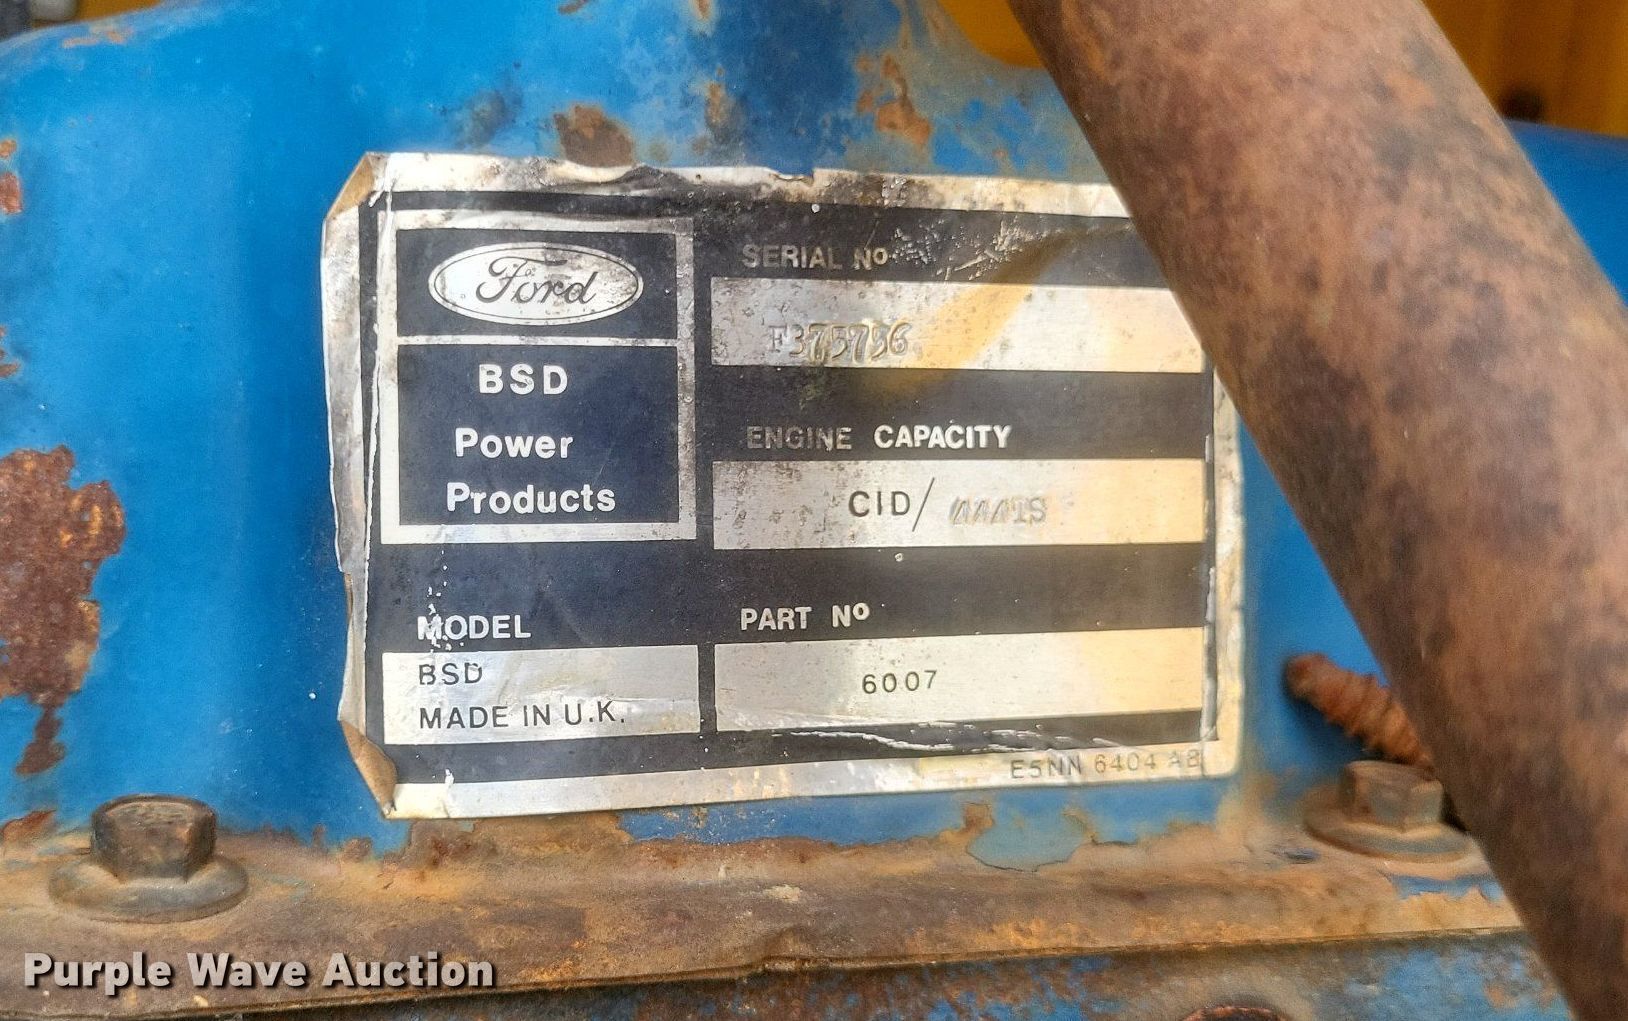 Ford
BSD
Power
Products
SERIAL Nº
F375756
ENGINE CAPACITY
CID/
MODEL
BSD
MADE IN U.K.
PART Nº
6007
E5NN 6404 AB
Purple Wave Auction